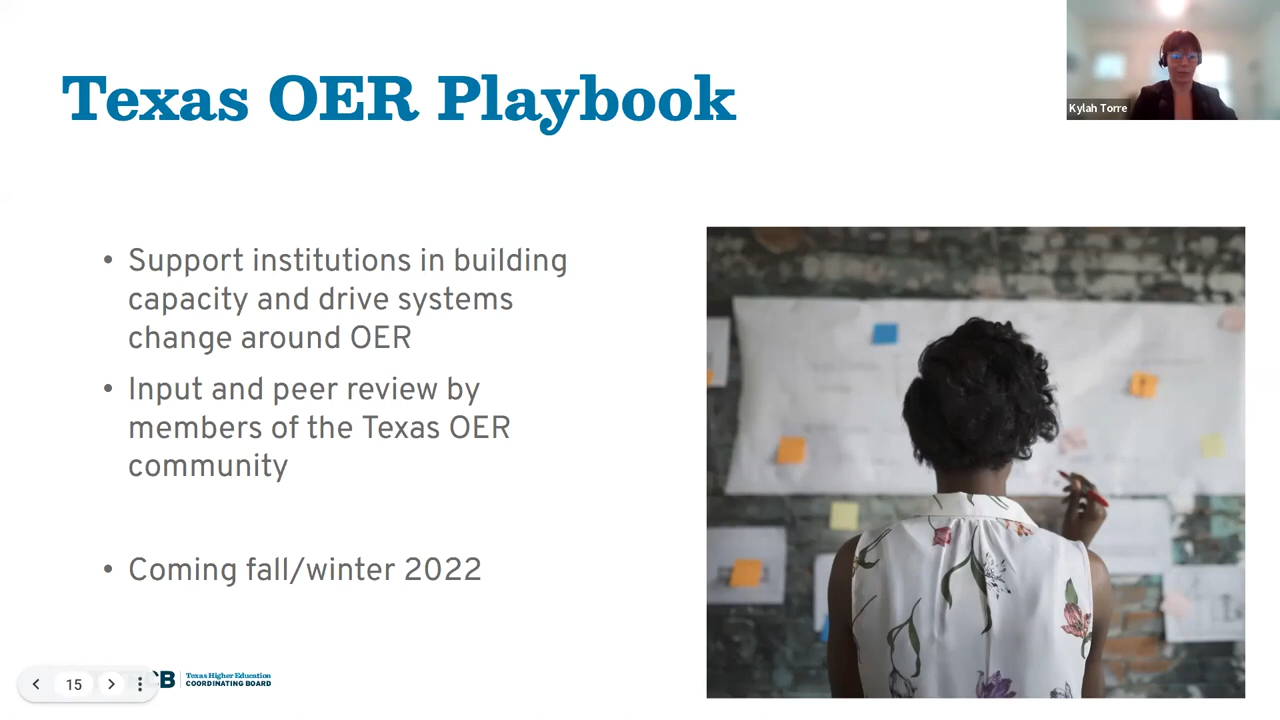 Texas OER Playbook
Kylah Torre
• Support institutions in building
capacity and drive systems
change around OER
• Input and peer review by
members of the Texas OER
community
• Coming fall/winter 2022
15
B
Texas Higher Education
COORDINATING BOARD